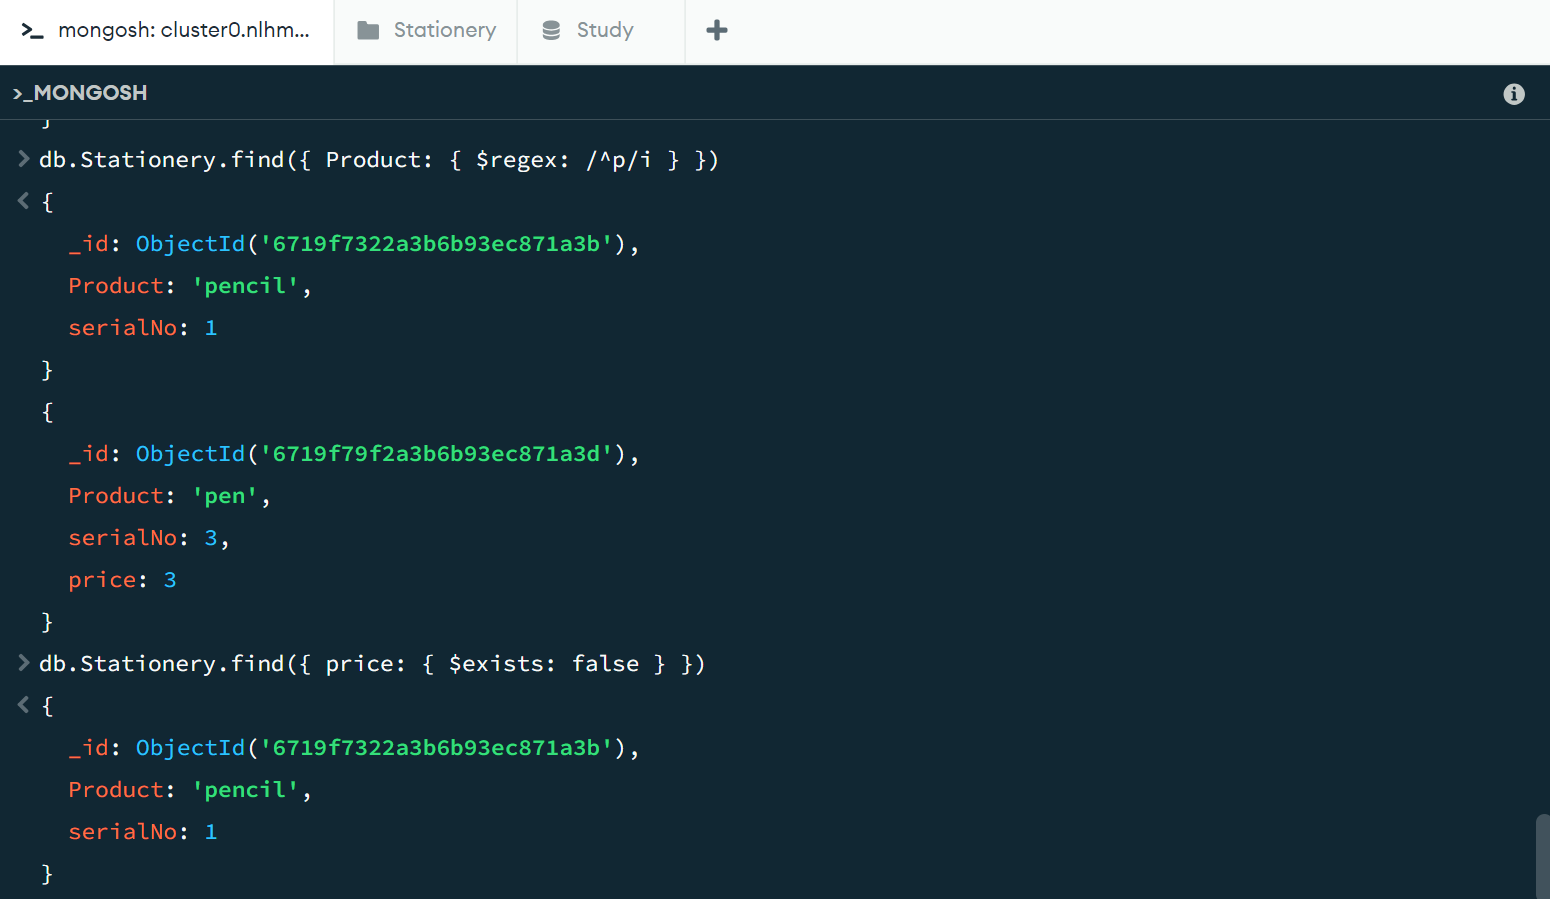 mongosh: cluster0.nlhm... Stationery Study
>_MONGOSH
}
db.Stationery.find({ Product: { $regex: /^p/i } })
{
_id: ObjectId('6719f7322a3b6b93ec871a3b'),
Product: 'pencil',
serialNo: 1
}
{
_id: ObjectId('6719f79f2a3b6b93ec871a3d'),
Product: 'pen',
serialNo: 3,
price: 3
}
db.Stationery.find({ price: { $exists: false } })
{
_id: ObjectId('6719f7322a3b6b93ec871a3b'),
Product: 'pencil',
serialNo: 1
}